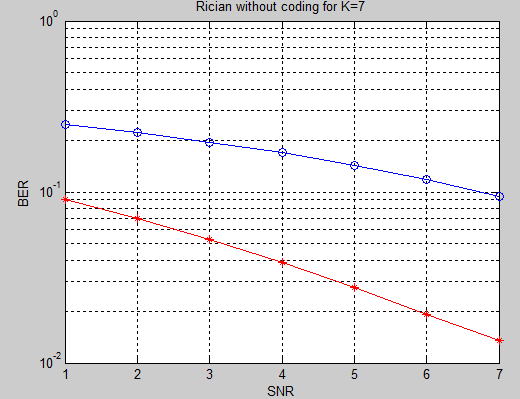 Rician without coding for K=7
10^0
10^-1
10^-2
BER
1 2 3 4 5 6 7
SNR